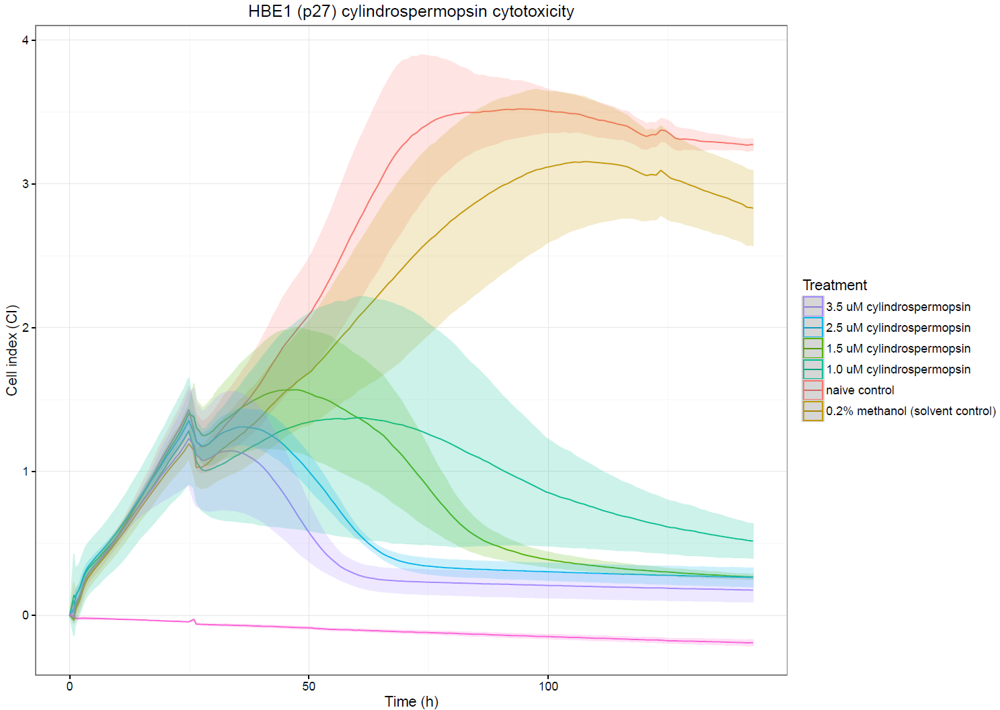 HBE1 (p27) cylindrospermopsin cytotoxicity
4
3
2
1
0
Cell index (CI)
0 50 100
Time (h)
Treatment
3.5 uM cylindrospermopsin
2.5 uM cylindrospermopsin
1.5 uM cylindrospermopsin
1.0 uM cylindrospermopsin
naive control
0.2% methanol (solvent control)